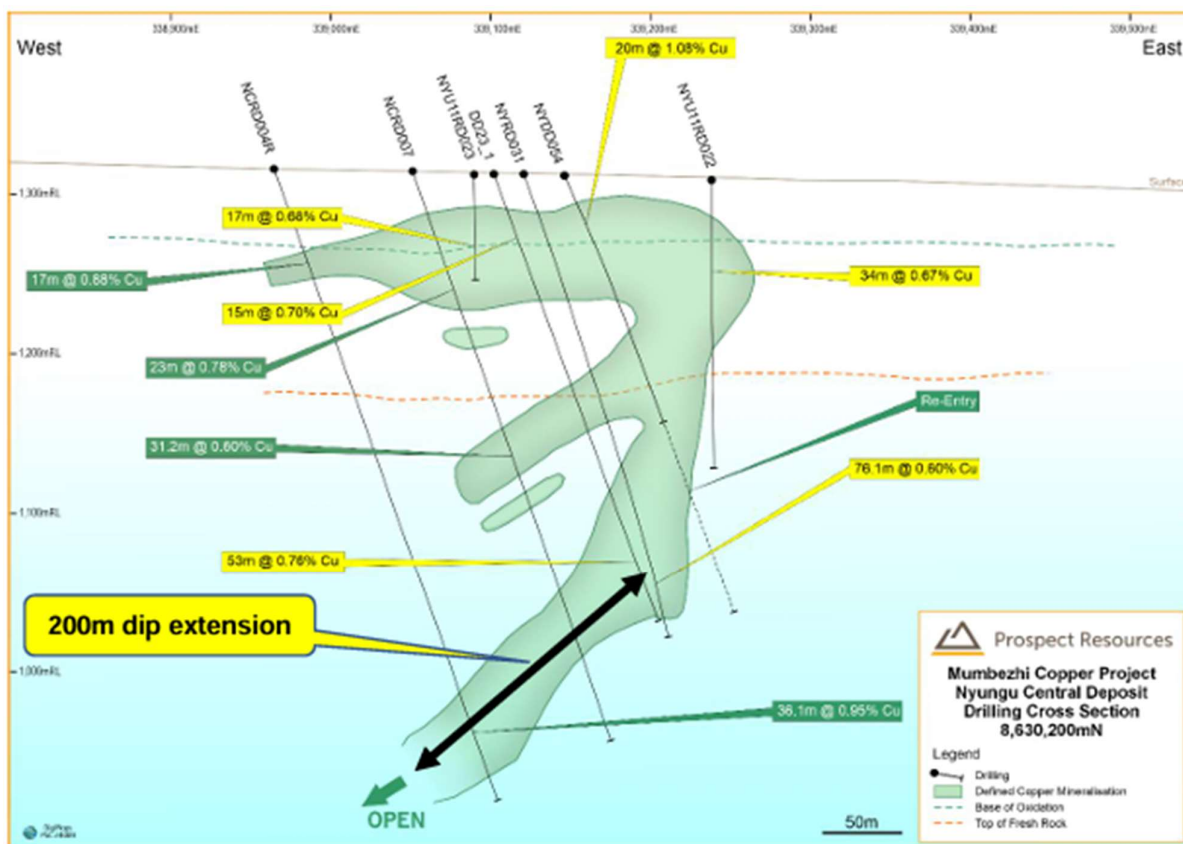 338,900mE
339,000mE
339,100mE
339,200mE
339,300mE
339,400mE
339,500mE
West
East
20m @ 1.08% Cu
NCRD004R
NCRD007
NYU11RD023
DD23_1
NYRD031
NYDD054
NYU11RD022
Surface
1,300mRL
17m @ 0.68% Cu
17m @ 0.88% Cu
34m @ 0.67% Cu
15m @ 0.70% Cu
1,200mRL
23m @ 0.78% Cu
Re-Entry
31.2m @ 0.60% Cu
76.1m @ 0.60% Cu
1,100mRL
53m @ 0.76% Cu
200m dip extension
1,000mRL
36.1m @ 0.95% Cu
OPEN
50m
Prospect Resources
Mumbezhi Copper Project
Nyungu Central Deposit
Drilling Cross Section
8,630,200mN
Legend
Drilling
Defined Copper Mineralisation
Base of Oxidation
Top of Fresh Rock